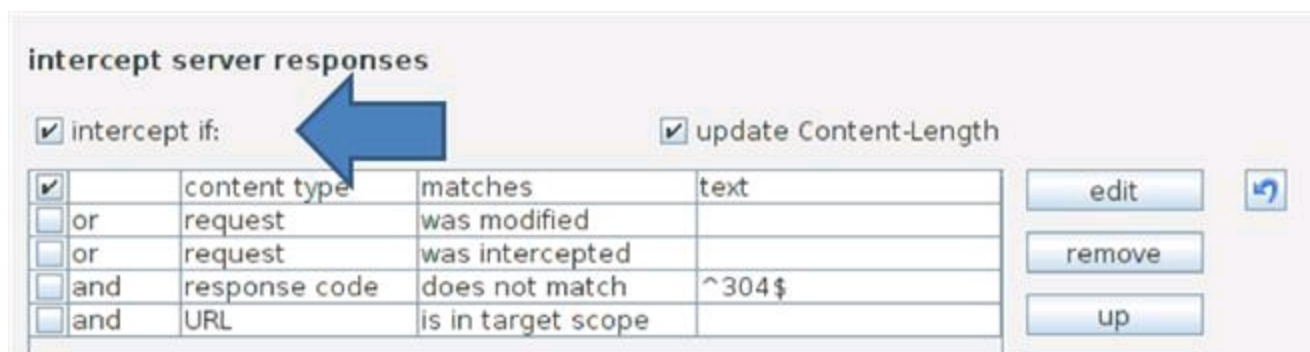 intercept server responses
intercept if: update Content-Length
content type matches text edit
or request was modified
or request was intercepted remove
and response code does not match ^304$
and URL is in target scope up